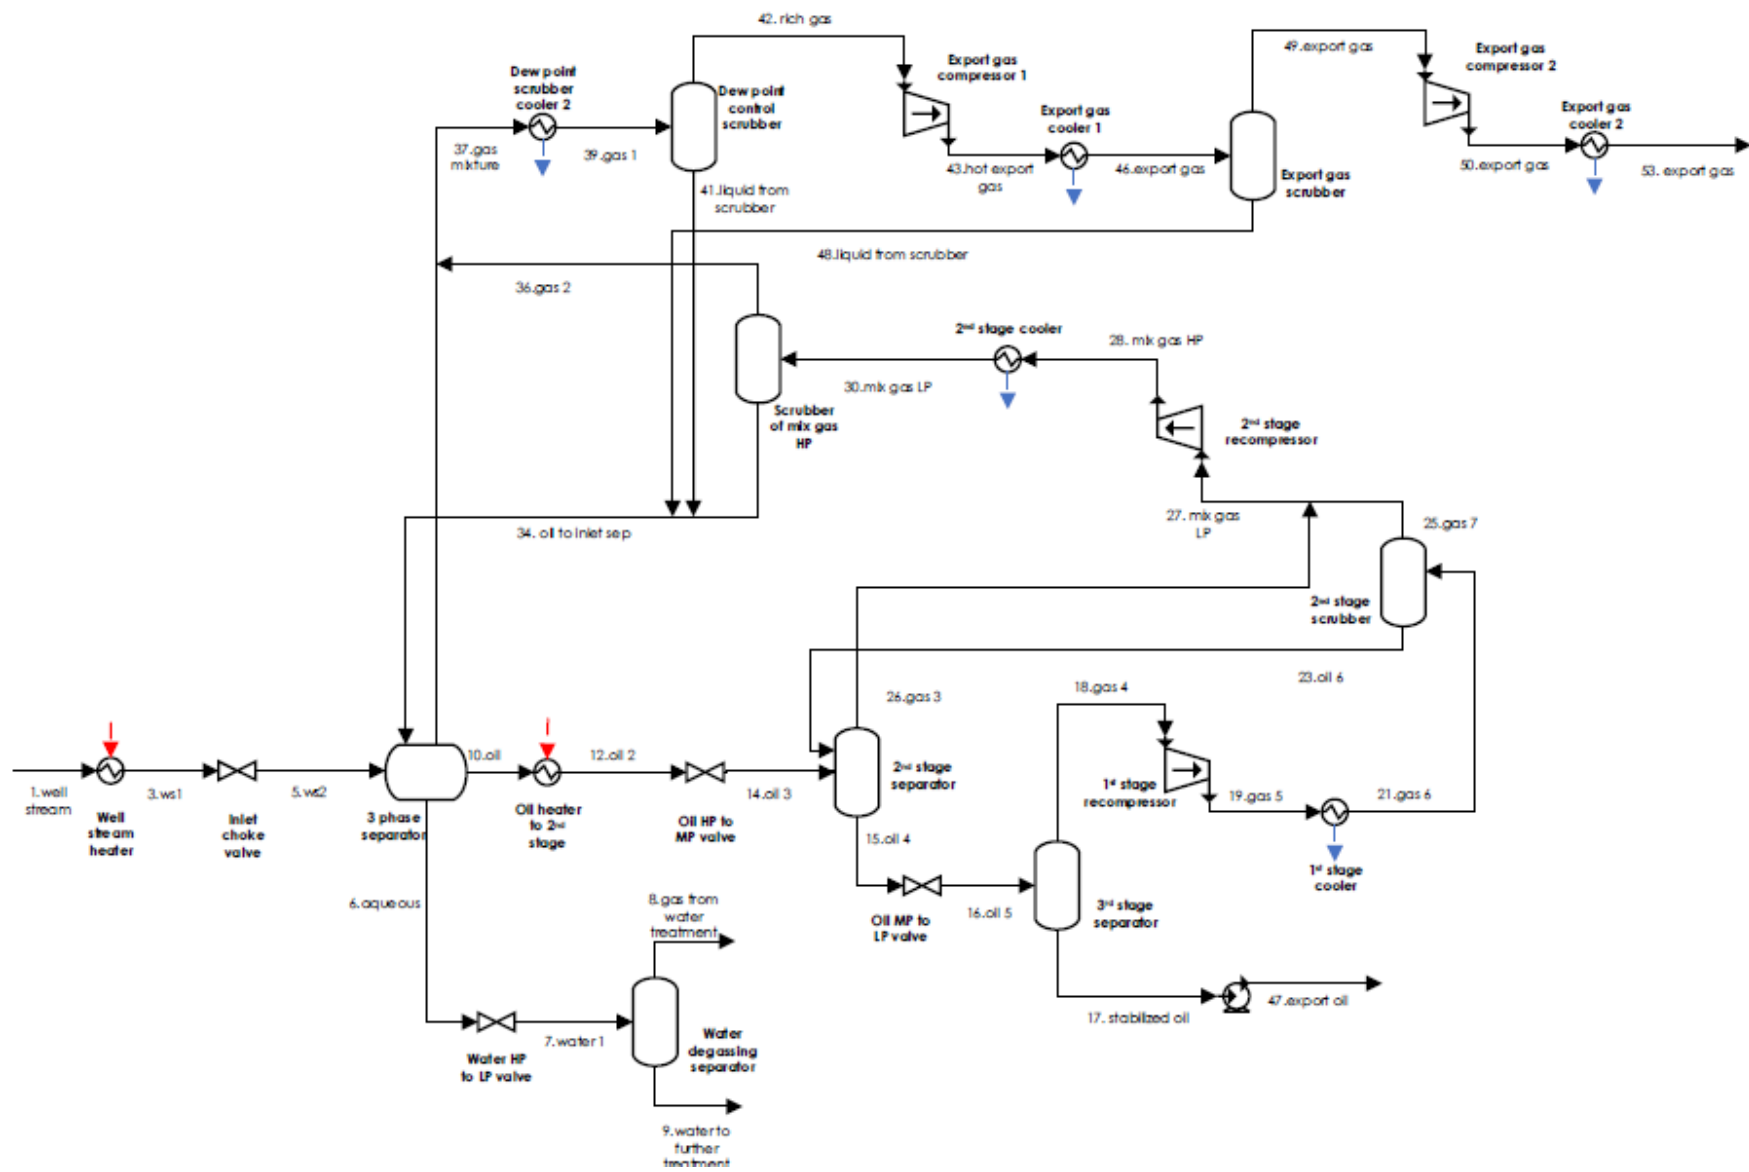 42. rich gas
49.export gas
Export gas
compressor 1
Export gas
compressor 2
Dew point
scrubber
cooler 2
Dew point
control
scrubber
Export gas
cooler 1
Export gas
cooler 2
37.gas
mixture
39.gas 1
43.hot export
gas
46.export gas
50.export gas
53. export gas
Export gas
scrubber
41.liquid from
scrubber
48.liquid from scrubber
36.gas 2
2nd stage cooler
28. mix gas HP
30.mix gas LP
Scrubber
of mix gas
HP
2nd stage
recompressor
34. oil to inlet sep
27. mix gas
LP
25.gas 7
2nd stage
scrubber
23.oil 6
26.gas 3
18.gas 4
10.oil
12.oil 2
2nd stage
separator
1.well
stream
3.ws1
5.ws2
14.oil 3
1st stage
recompressor
19.gas 5
21.gas 6
Well
stream
heater
Inlet
choke
valve
3 phase
separator
Oil heater
to 2nd
stage
Oil HP to
MP valve
15.oil 4
1st stage
cooler
6.aqueous
8.gas from
water
treatment
Oil MP to
LP valve
16.oil 5
3rd stage
separator
17. stabilized oil
47.export oil
Water HP
to LP valve
7.water 1
Water
degassing
separator
9.water to
further
treatment